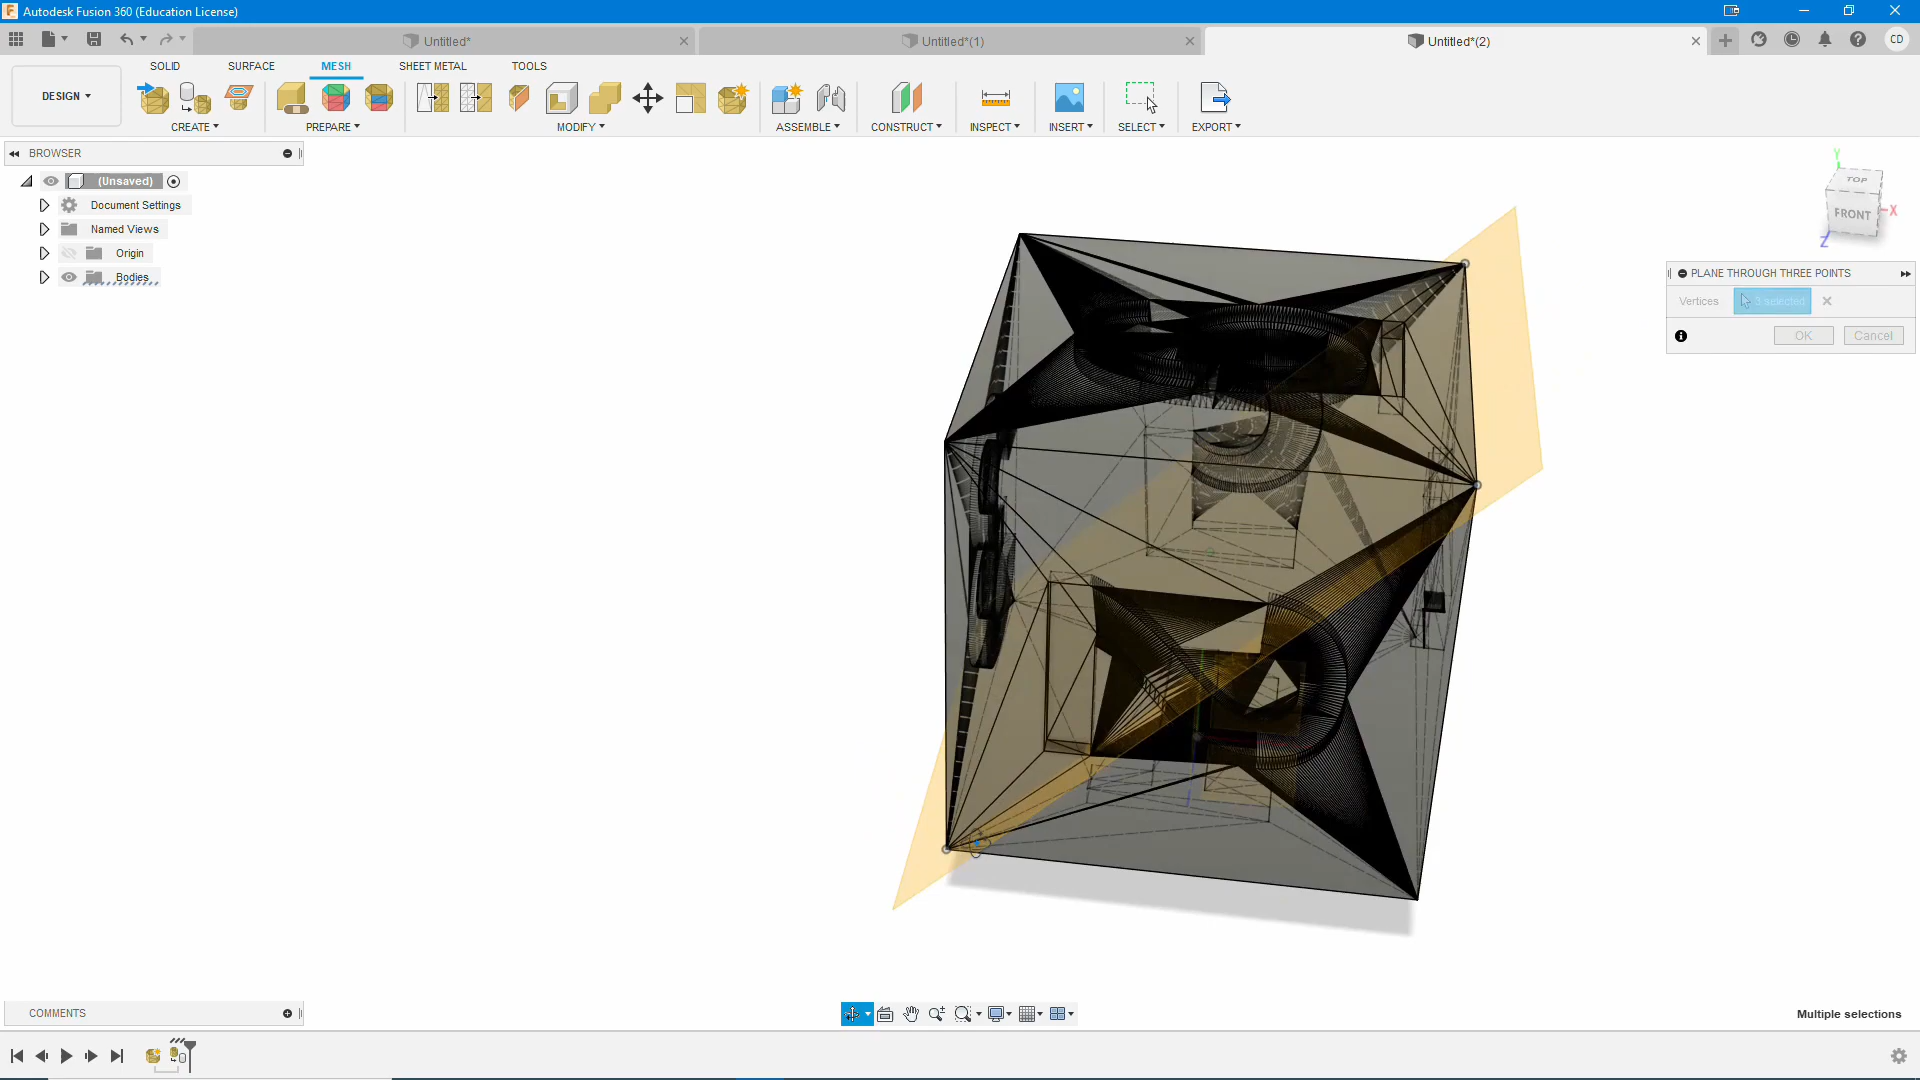 Autodesk Fusion 360 (Education License)
Untitled*
Untitled*(1)
Untitled*(2)
CD
SOLID
SURFACE
MESH
SHEET METAL
TOOLS
DESIGN
CREATE
PREPARE
MODIFY
ASSEMBLE
CONSTRUCT
INSPECT
INSERT
SELECT
EXPORT
BROWSER
(Unsaved)
Document Settings
Named Views
Origin
Bodies
Y
TOP
FRONT
X
Z
PLANE THROUGH THREE POINTS
Vertices
3 selected
OK
Cancel
COMMENTS
Multiple selections